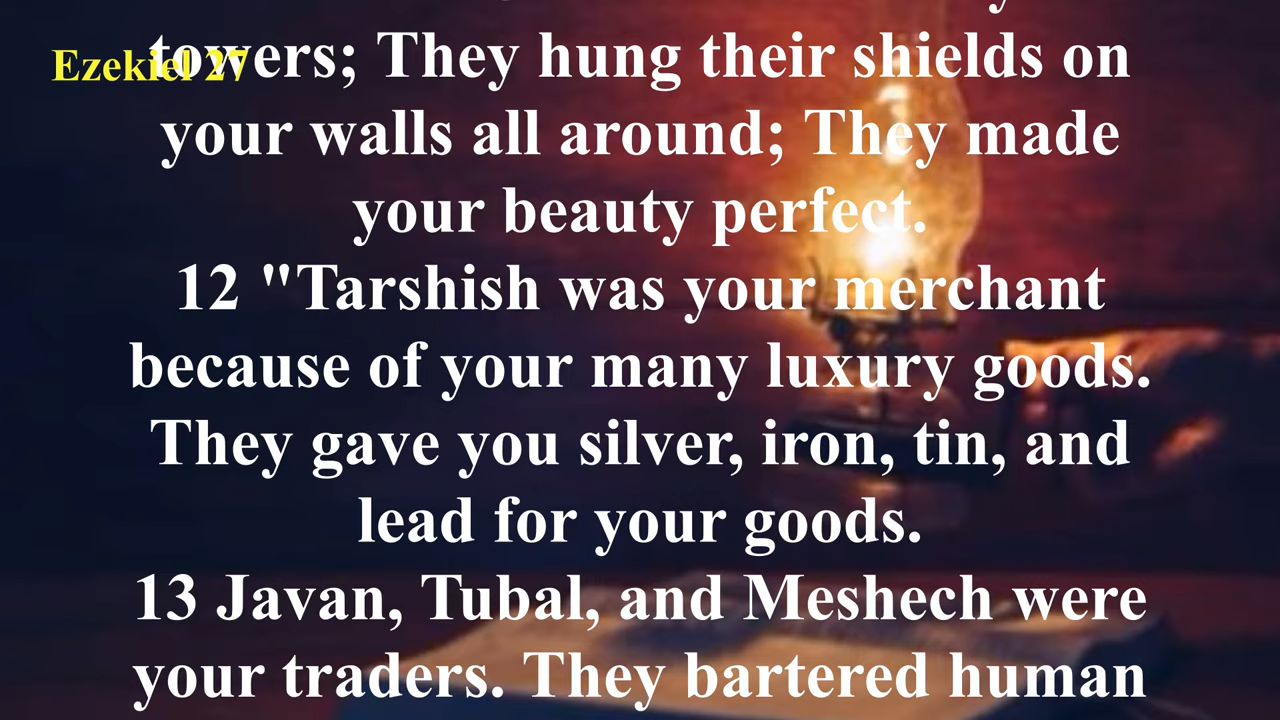 Ezekiel 27
towers; They hung their shields on
your walls all around; They made
your beauty perfect.
12 "Tarshish was your merchant
because of your many luxury goods.
They gave you silver, iron, tin, and
lead for your goods.
13 Javan, Tubal, and Meshech were
your traders. They bartered human